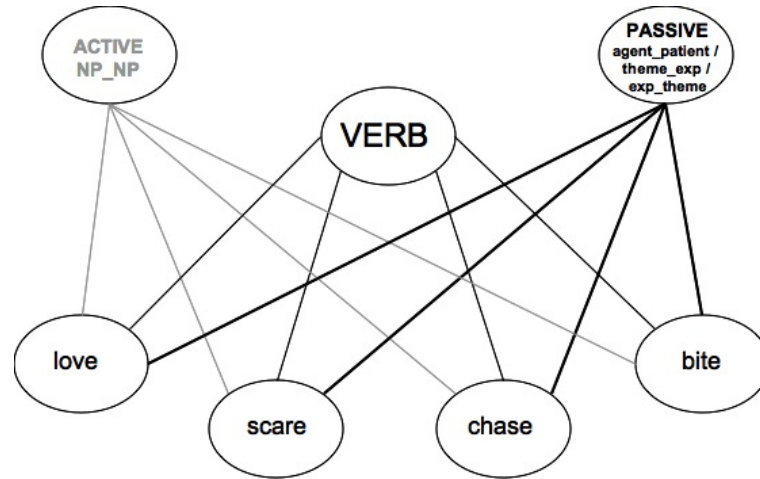 ACTIVE
NP_NP
PASSIVE
agent_patient /
theme_exp /
exp_theme
VERB
love
scare
chase
bite